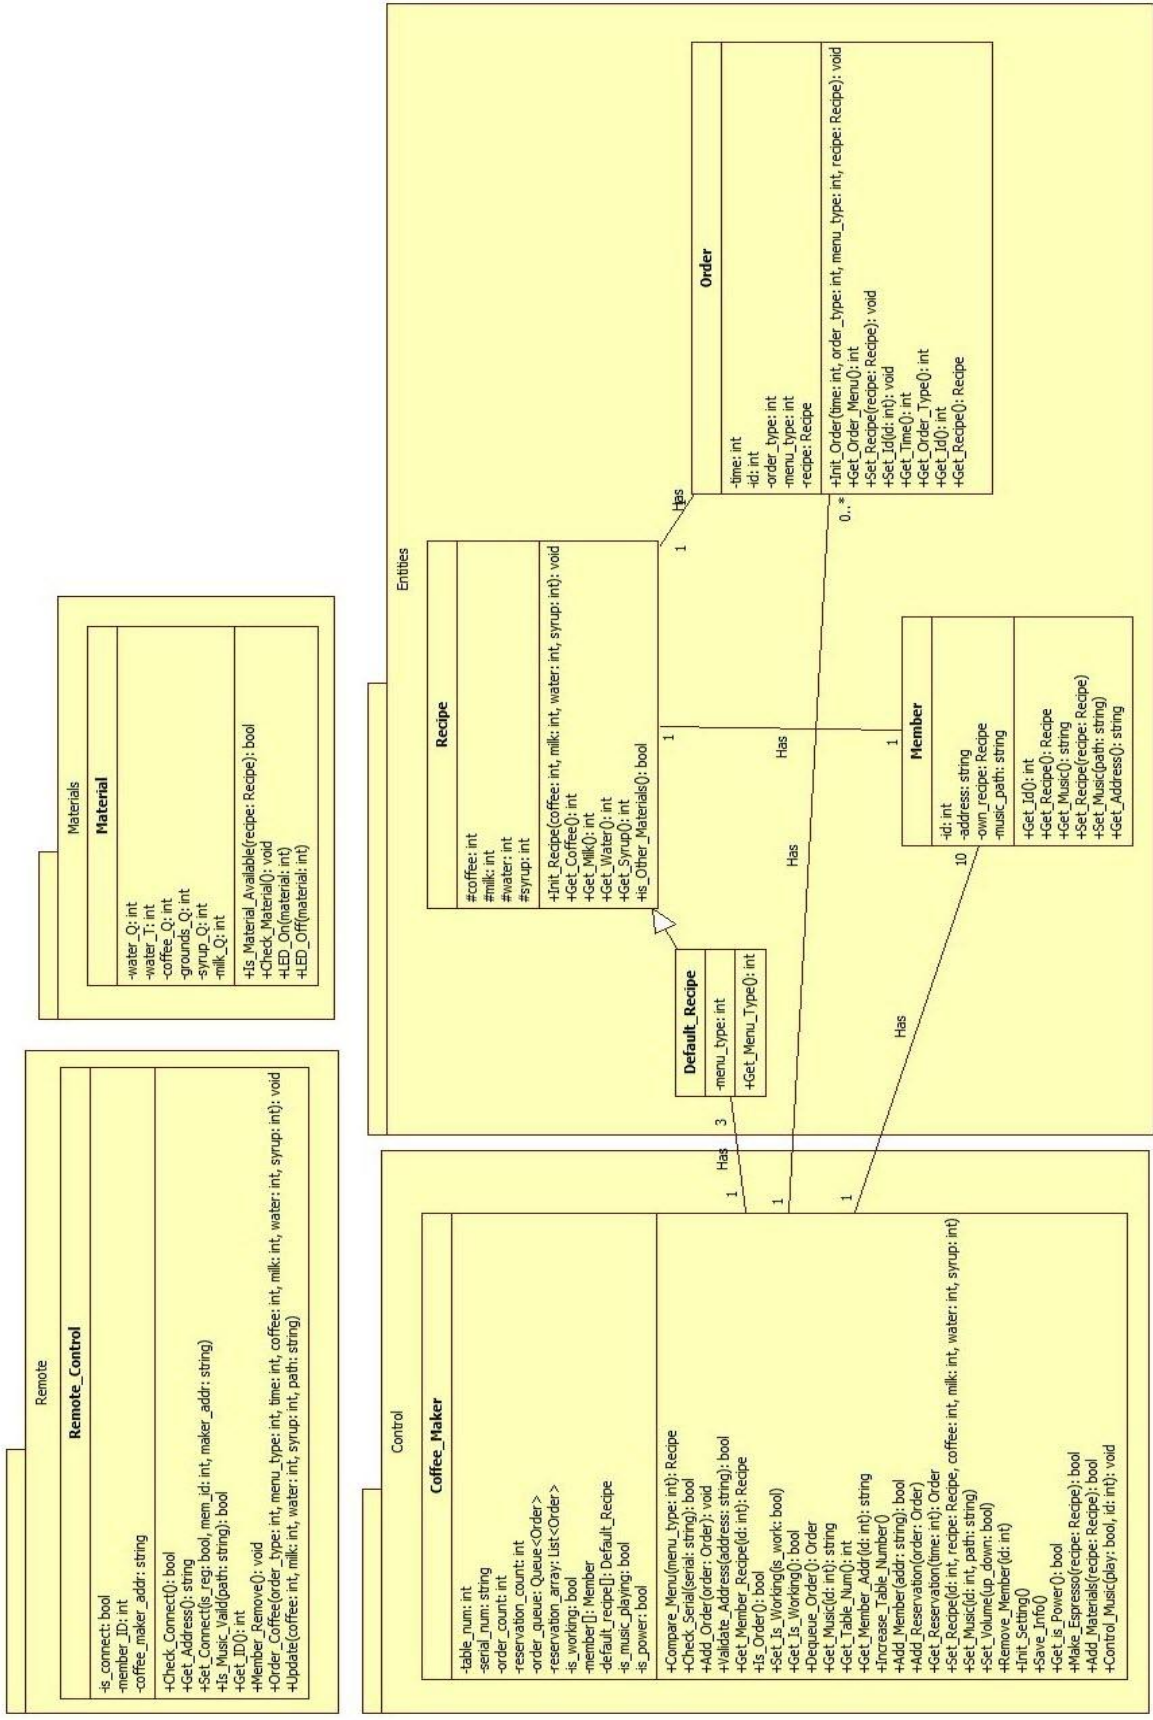 Remote
Remote_Control
-is_connect: bool
-member_ID: int
-coffee_maker_addr: string
+Check_Connect(): bool
+Get_Address(): string
+Set_Connect(is_reg: bool, mem_id: int, maker_addr: string)
+Is_Music_Vaild(path: string): bool
+Get_ID(): int
+Member_Remove(): void
+Order_Coffee(order_type: int, menu_type: int, time: int, coffee: int, milk: int, water: int, syrup: int): void
+Update(coffee: int, milk: int, water: int, syrup: int, path: string)
Materials
Material
-water_Q: int
-water_T: int
-coffee_Q: int
-grounds_Q: int
-syrup_Q: int
-milk_Q: int
+Is_Material_Available(recipe: Recipe): bool
+Check_Material(): void
+LED_On(material: int)
+LED_Off(material: int)
Control
Coffee_Maker
-table_num: int
-serial_num: string
-order_count: int
-reservation_count: int
-order_queue: Queue<Order>
-reservation_array: List<Order>
-is_working: bool
-member[]: Member
-default_recipe[]: Default_Recipe
-is_music_playing: bool
-is_power: bool
+Compare_Menu(menu_type: int): Recipe
+Check_Serial(serial: string): bool
+Add_Order(order: Order): void
+Validate_Address(address: string): bool
+Get_Member_Recipe(id: int): Recipe
+Is_Order(): bool
+Set_Is_Working(is_work: bool)
+Get_Is_Working(): bool
+Dequeue_Order(): Order
+Get_Music(id: int): string
+Get_Table_Num(): int
+Get_Member_Addr(id: int): string
+Increase_Table_Number()
+Add_Member(addr: string): bool
+Add_Reservation(order: Order)
+Get_Reservation(time: int): Order
+Set_Recipe(id: int, recipe: Recipe, coffee: int, milk: int, water: int, syrup: int)
+Set_Music(id: int, path: string)
+Set_Volume(up_down: bool)
+Remove_Member(id: int)
+Init_Setting()
+Save_Info()
+Get_is_Power(): bool
+Make_Espresso(recipe: Recipe): bool
+Add_Materials(recipe: Recipe): bool
+Control_Music(play: bool, id: int): void
1
Has
3
1
Has
0..*
1
Has
10
Entities
Default_Recipe
-menu_type: int
+Get_Menu_Type(): int
Recipe
#coffee: int
#milk: int
#water: int
#syrup: int
+Init_Recipe(coffee: int, milk: int, water: int, syrup: int): void
+Get_Coffee(): int
+Get_Milk(): int
+Get_Water(): int
+Get_Syrup(): int
+is_Other_Materials(): bool
1
Has
1
1
Has
Member
-id: int
-address: string
-own_recipe: Recipe
-music_path: string
+Get_Id(): int
+Get_Recipe(): Recipe
+Get_Music(): string
+Set_Recipe(recipe: Recipe)
+Set_Music(path: string)
+Get_Address(): string
Order
-time: int
-id: int
-order_type: int
-menu_type: int
-recipe: Recipe
+Init_Order(time: int, order_type: int, menu_type: int, recipe: Recipe): void
+Get_Order_Menu(): int
+Set_Recipe(recipe: Recipe): void
+Set_Id(id: int): void
+Get_Time(): int
+Get_Order_Type(): int
+Get_Id(): int
+Get_Recipe(): Recipe